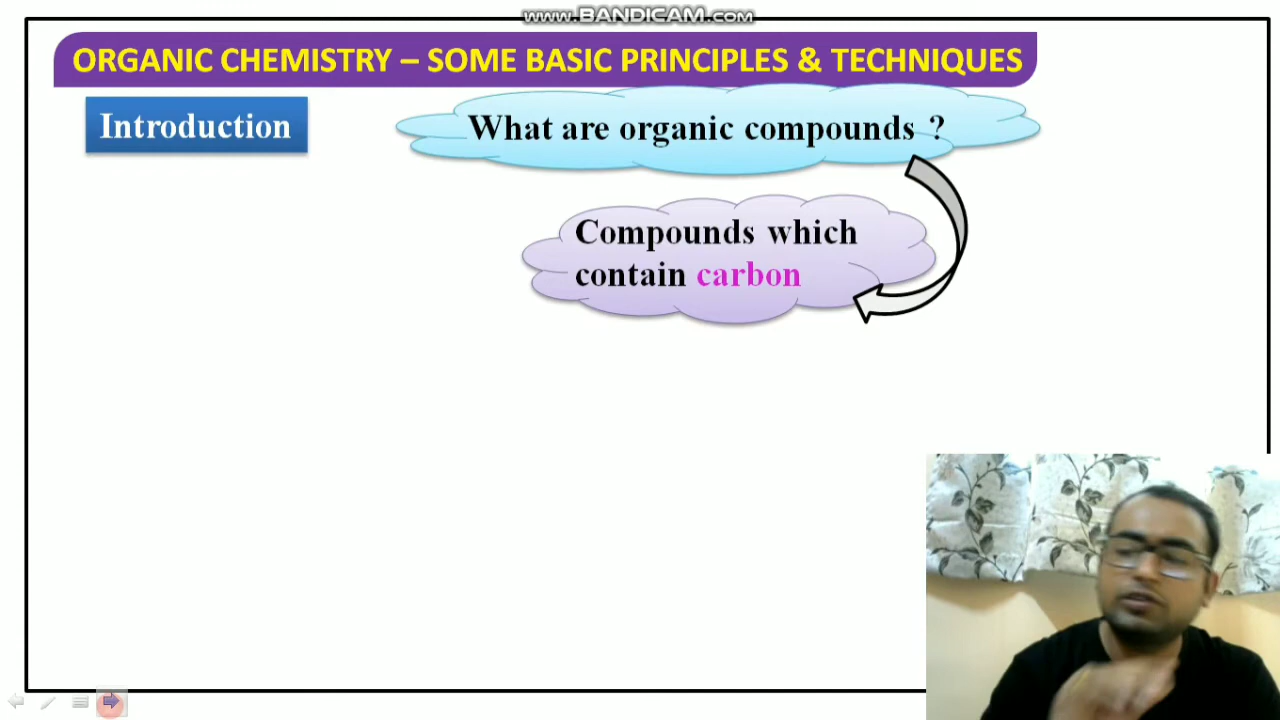 www.BANDICAM.com
ORGANIC CHEMISTRY – SOME BASIC PRINCIPLES & TECHNIQUES
Introduction
What are organic compounds ?
Compounds which
contain carbon